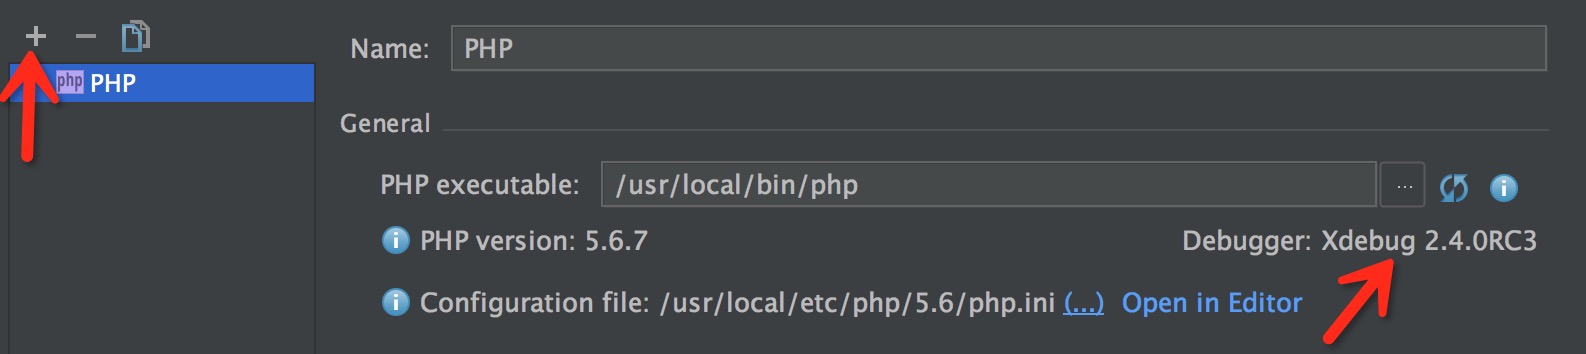 Name: PHP
php PHP
General
PHP executable: /usr/local/bin/php ...
PHP version: 5.6.7 Debugger: Xdebug 2.4.0RC3
Configuration file: /usr/local/etc/php/5.6/php.ini (...) Open in Editor